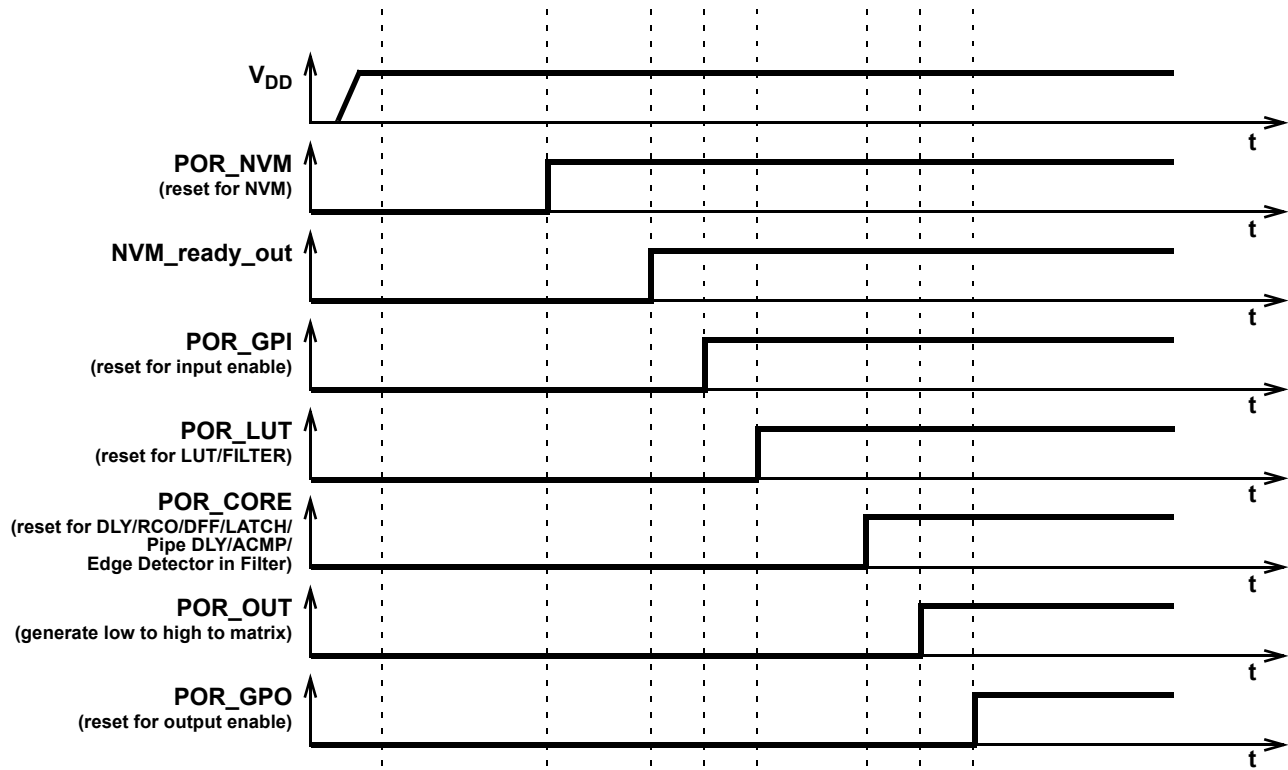 VDD
t
POR_NVM
(reset for NVM)
t
NVM_ready_out
t
POR_GPI
(reset for input enable)
t
POR_LUT
(reset for LUT/FILTER)
t
POR_CORE
(reset for DLY/RCO/DFF/LATCH/
Pipe DLY/ACMP/
Edge Detector in Filter)
t
POR_OUT
(generate low to high to matrix)
t
POR_GPO
(reset for output enable)
t